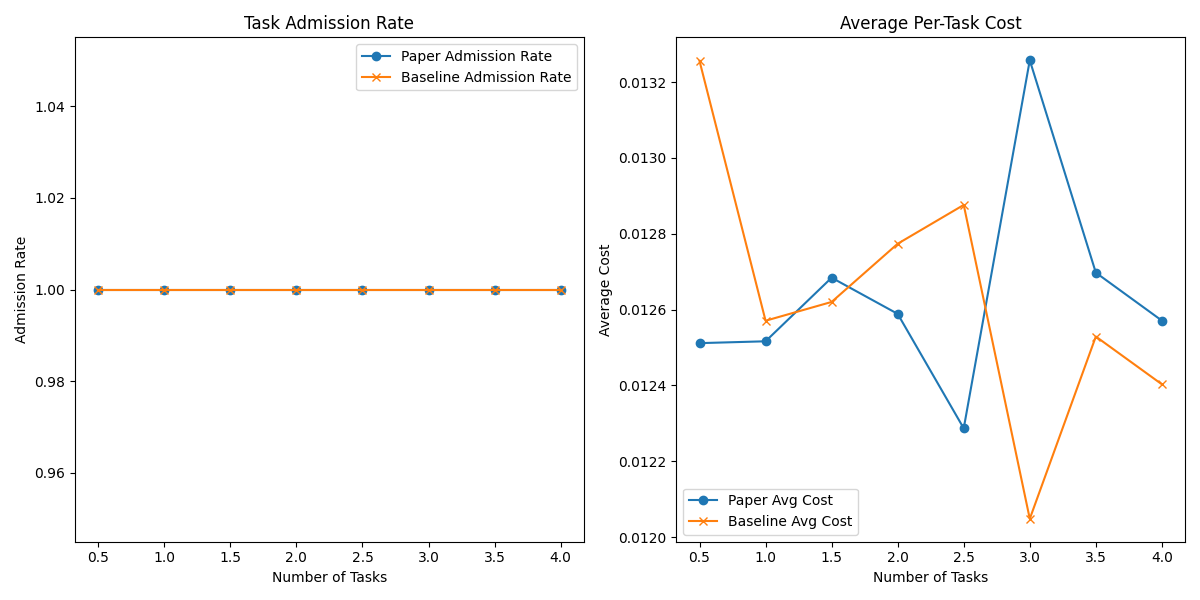 Task Admission Rate
Paper Admission Rate
Baseline Admission Rate
1.04
1.02
1.00
0.98
0.96
Admission Rate
0.5 1.0 1.5 2.0 2.5 3.0 3.5 4.0
Number of Tasks
Average Per-Task Cost
0.0132
0.0130
0.0128
0.0126
0.0124
0.0122
0.0120
Average Cost
Paper Avg Cost
Baseline Avg Cost
0.5 1.0 1.5 2.0 2.5 3.0 3.5 4.0
Number of Tasks